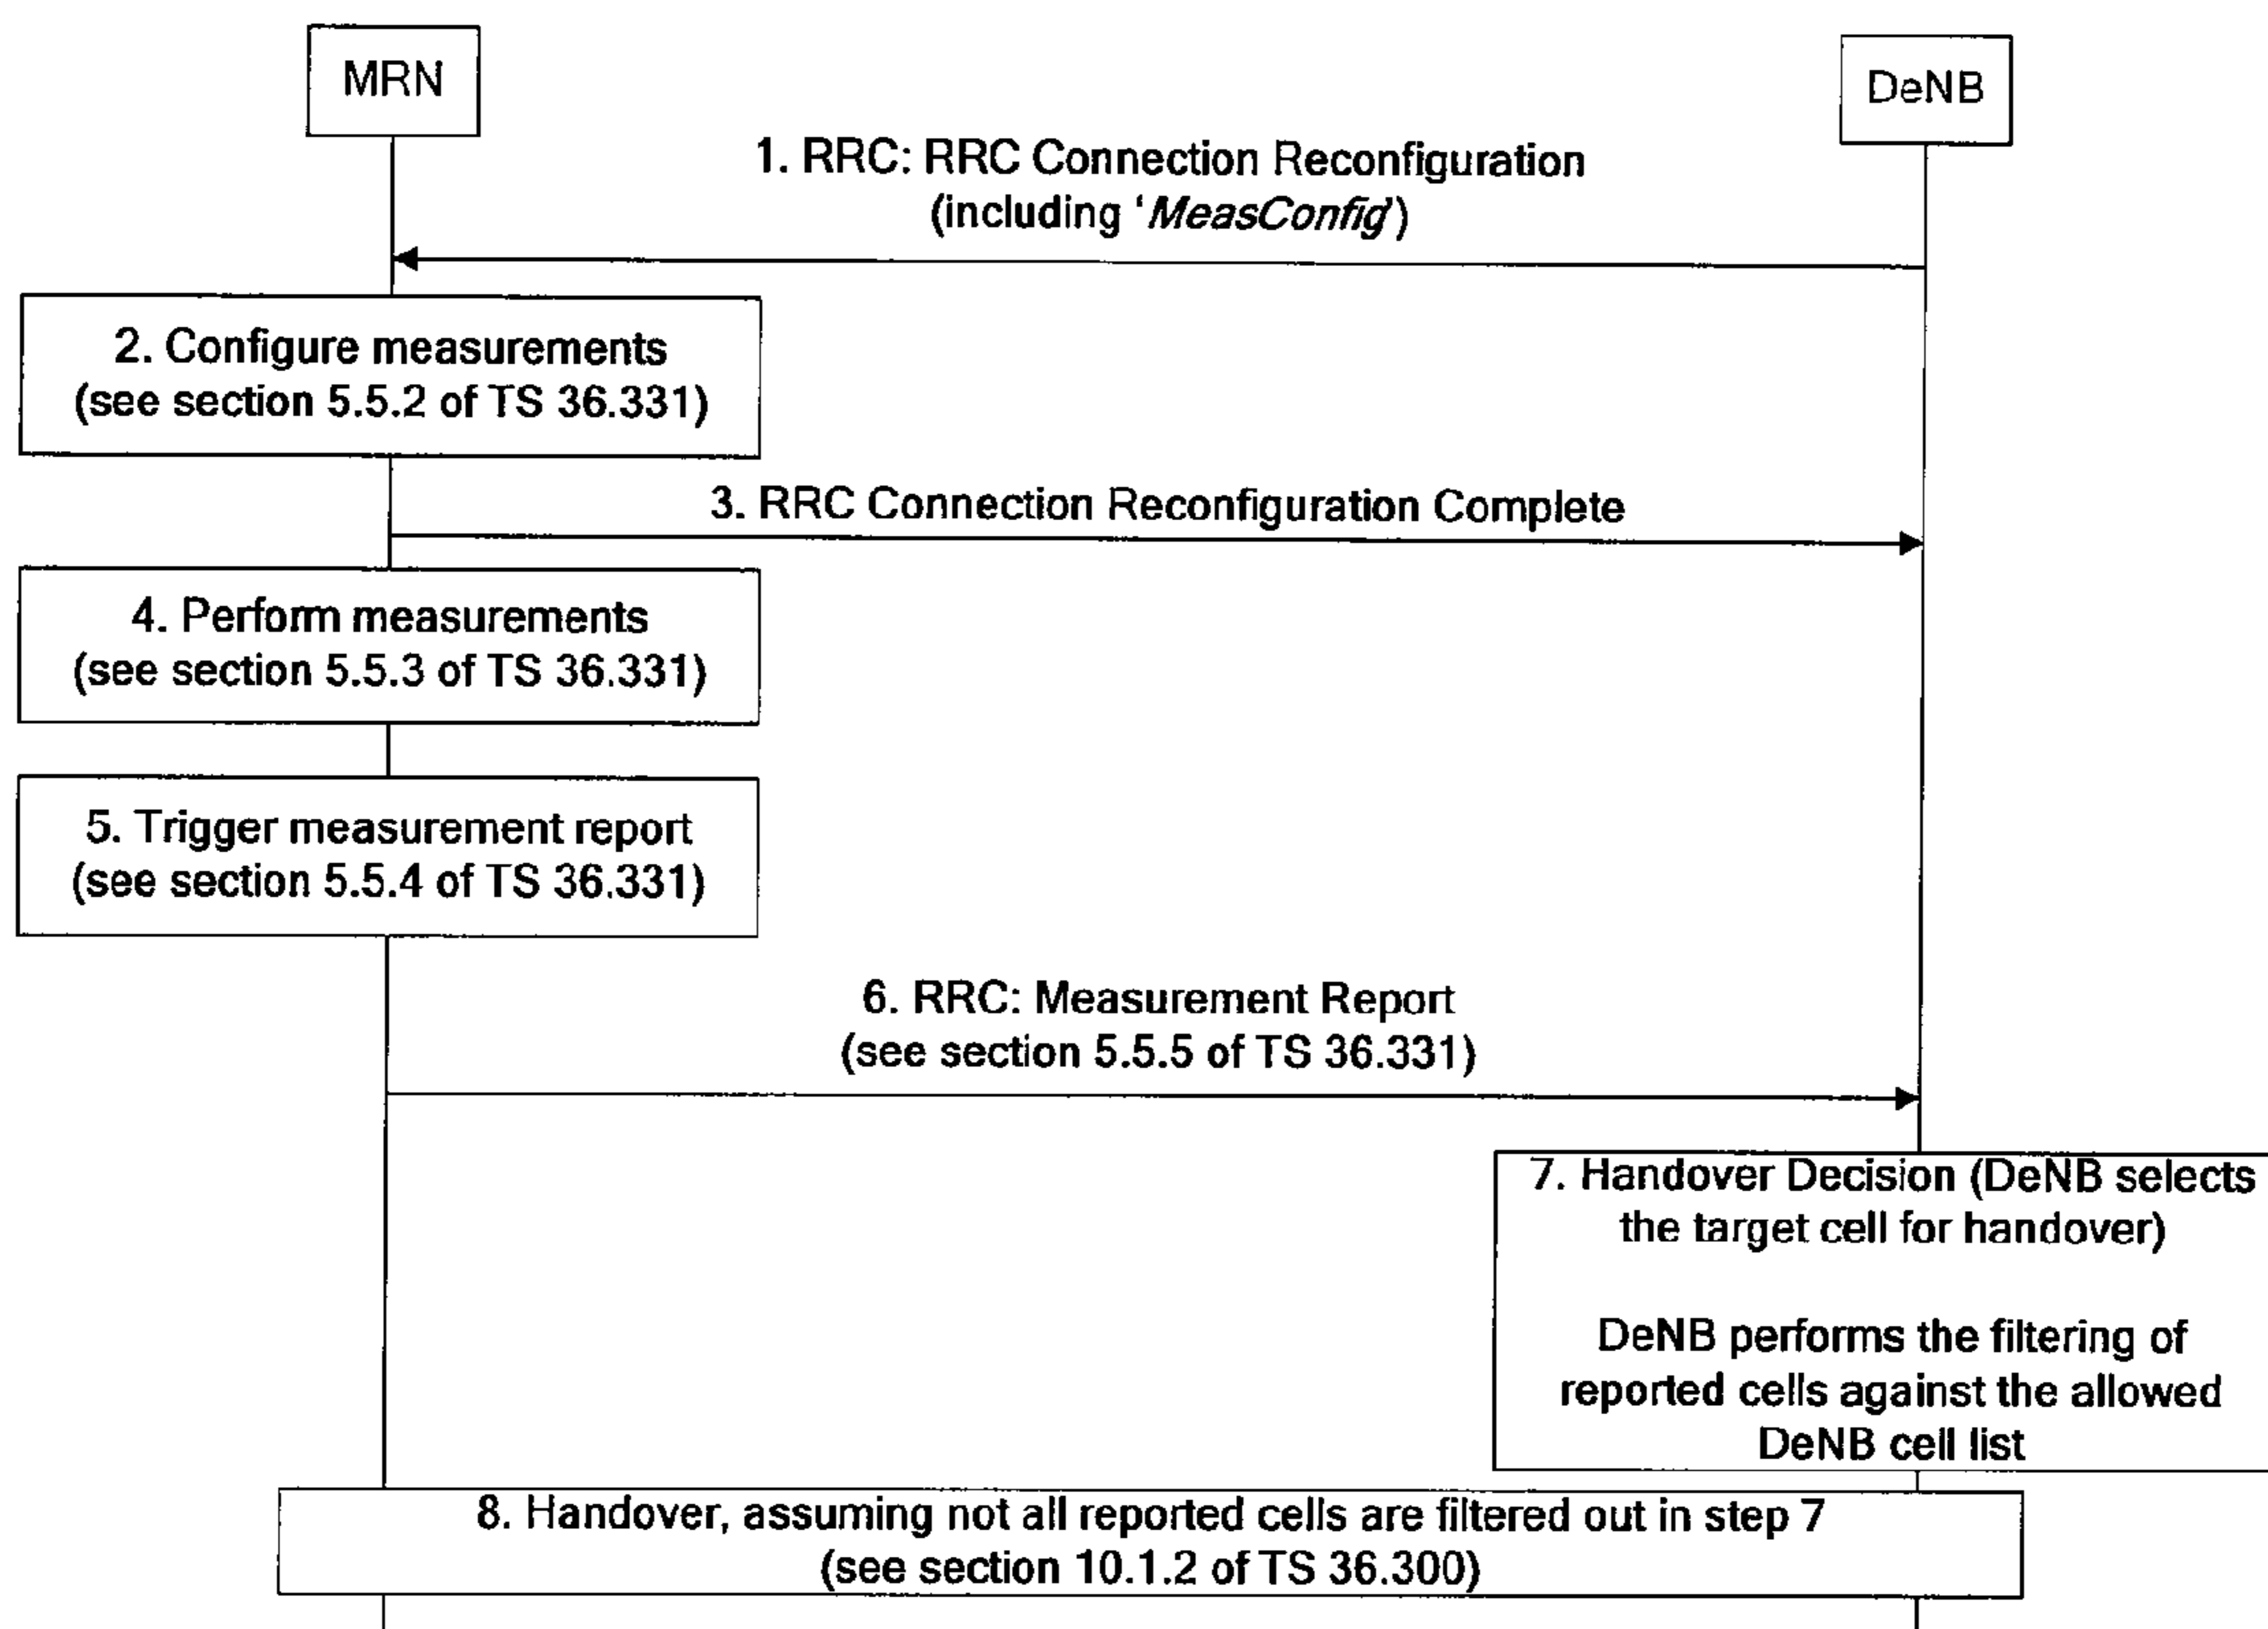 MRN
DeNB
1. RRC: RRC Connection Reconfiguration
(including 'MeasConfig')
2. Configure measurements
(see section 5.5.2 of TS 36.331)
3. RRC Connection Reconfiguration Complete
4. Perform measurements
(see section 5.5.3 of TS 36.331)
5. Trigger measurement report
(see section 5.5.4 of TS 36.331)
6. RRC: Measurement Report
(see section 5.5.5 of TS 36.331)
7. Handover Decision (DeNB selects
the target cell for handover)
DeNB performs the filtering of
reported cells against the allowed
DeNB cell list
8. Handover, assuming not all reported cells are filtered out in step 7
(see section 10.1.2 of TS 36.300)